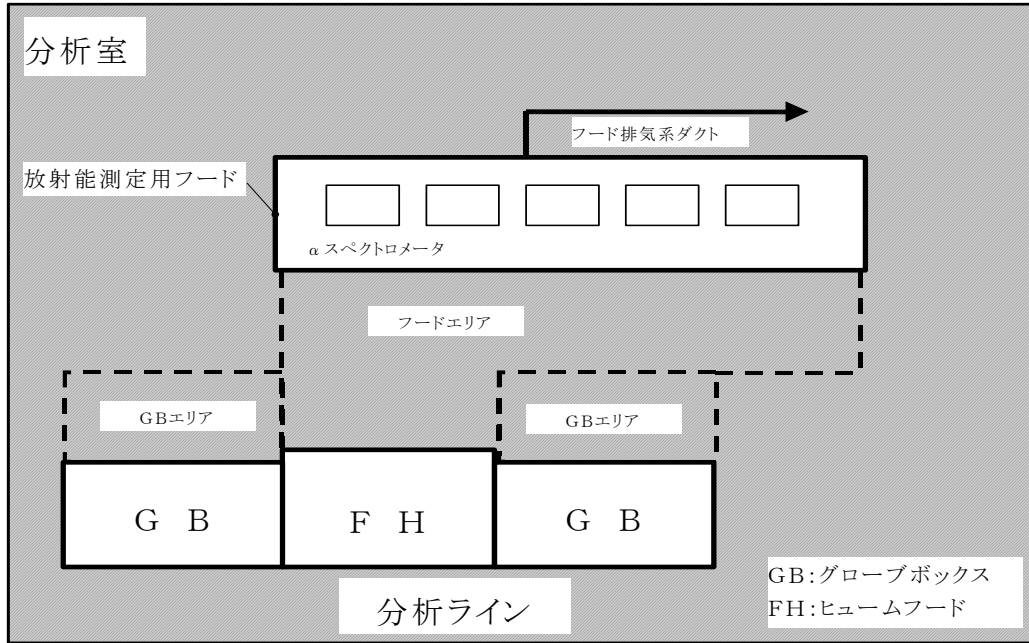 分析室
フード排気系ダクト
放射能測定用フード
αスペクトロメータ
フードエリア
GBエリア
GBエリア
G B
F H
G B
GB:グローブボックス
FH:ヒュームフード
分析ライン